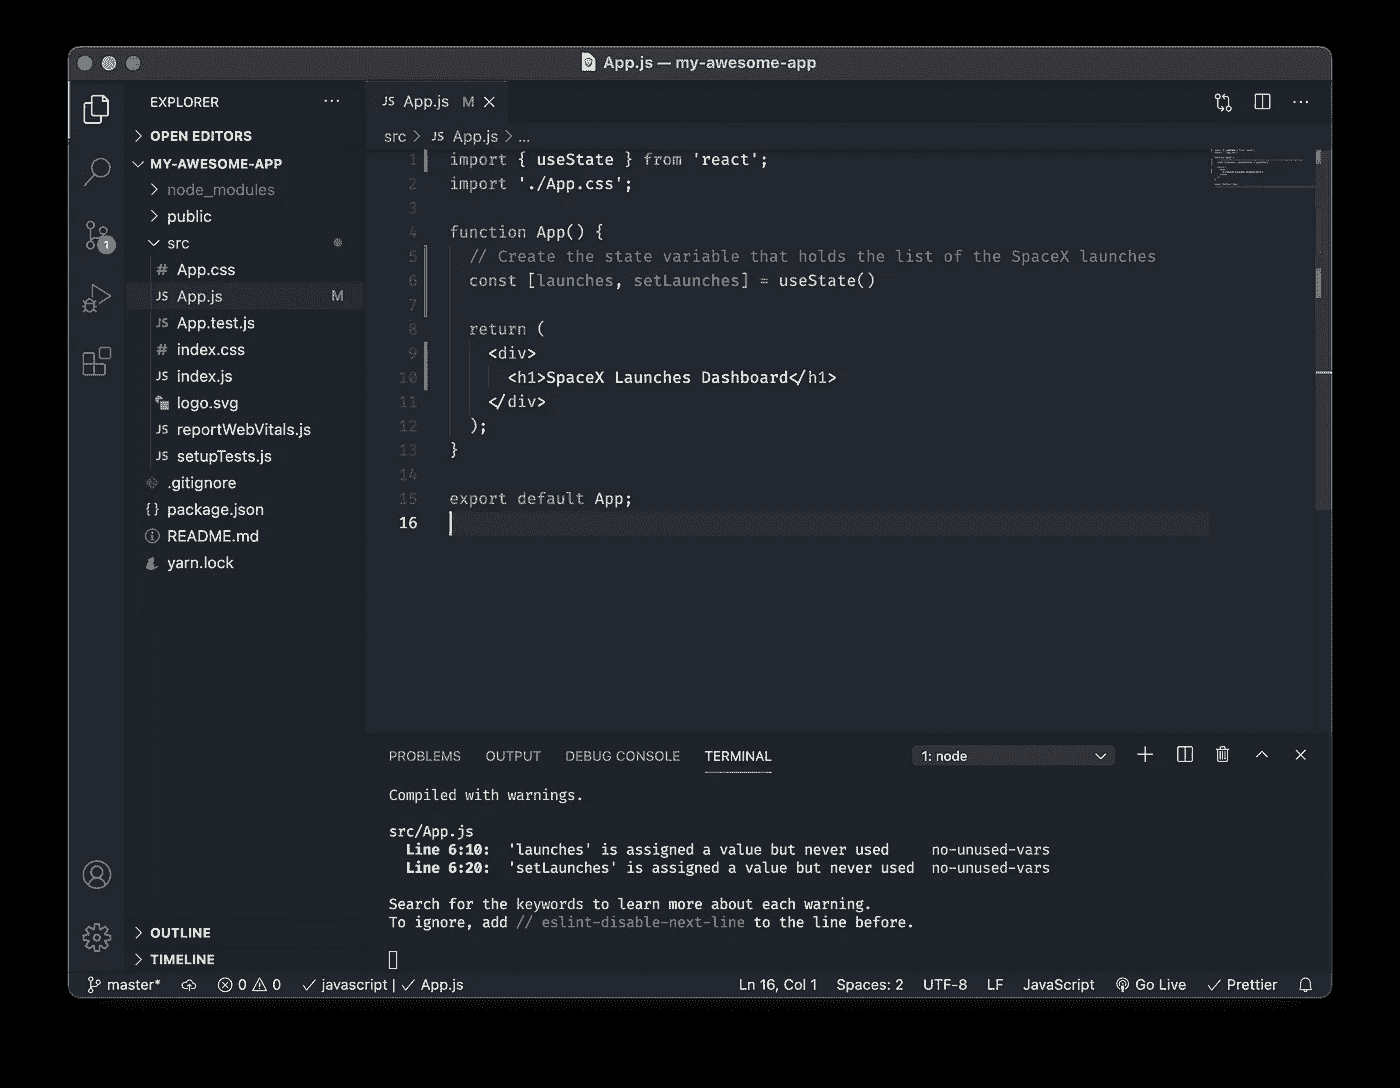 App.js — my-awesome-app
EXPLORER
OPEN EDITORS
MY-AWESOME-APP
node_modules
public
src
# App.css
JS App.js M
JS App.test.js
# index.css
JS index.js
logo.svg
JS reportWebVitals.js
JS setupTests.js
.gitignore
{} package.json
README.md
yarn.lock
OUTLINE
TIMELINE
JS App.js M
src > JS App.js > ...
1 import { useState } from 'react';
2 import './App.css';
3
4 function App() {
5 // Create the state variable that holds the list of the SpaceX launches
6 const [launches, setLaunches] = useState()
7
8 return (
9 <div>
10 <h1>SpaceX Launches Dashboard</h1>
11 </div>
12 );
13 }
14
15 export default App;
16
PROBLEMS OUTPUT DEBUG CONSOLE TERMINAL 1: node
Compiled with warnings.
src/App.js
Line 6:10: 'launches' is assigned a value but never used no-unused-vars
Line 6:20: 'setLaunches' is assigned a value but never used no-unused-vars
Search for the keywords to learn more about each warning.
To ignore, add // eslint-disable-next-line to the line before.
1
master* 0 0 javascript | App.js Ln 16, Col 1 Spaces: 2 UTF-8 LF JavaScript Go Live Prettier